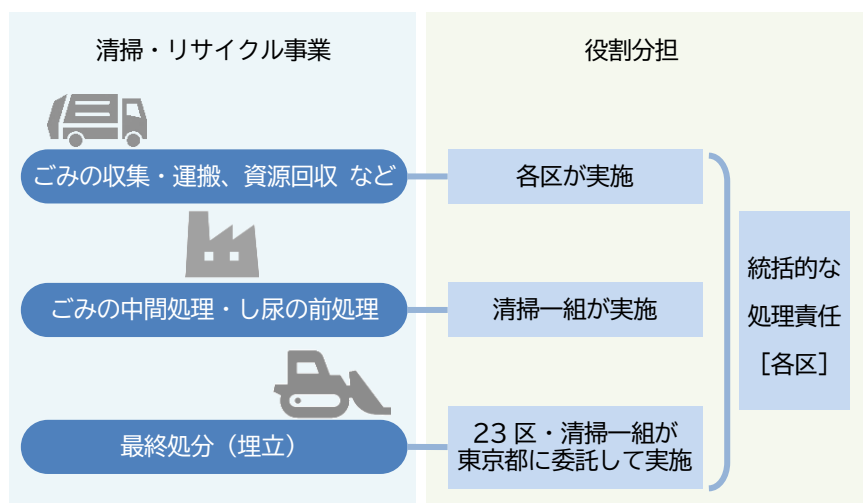 清掃・リサイクル事業
役割分担
ごみの収集・運搬、資源回収 など
各区が実施
ごみの中間処理・し尿の前処理
清掃一組が実施
最終処分（埋立）
23区・清掃一組が
東京都に委託して実施
統括的な
処理責任
［各区］